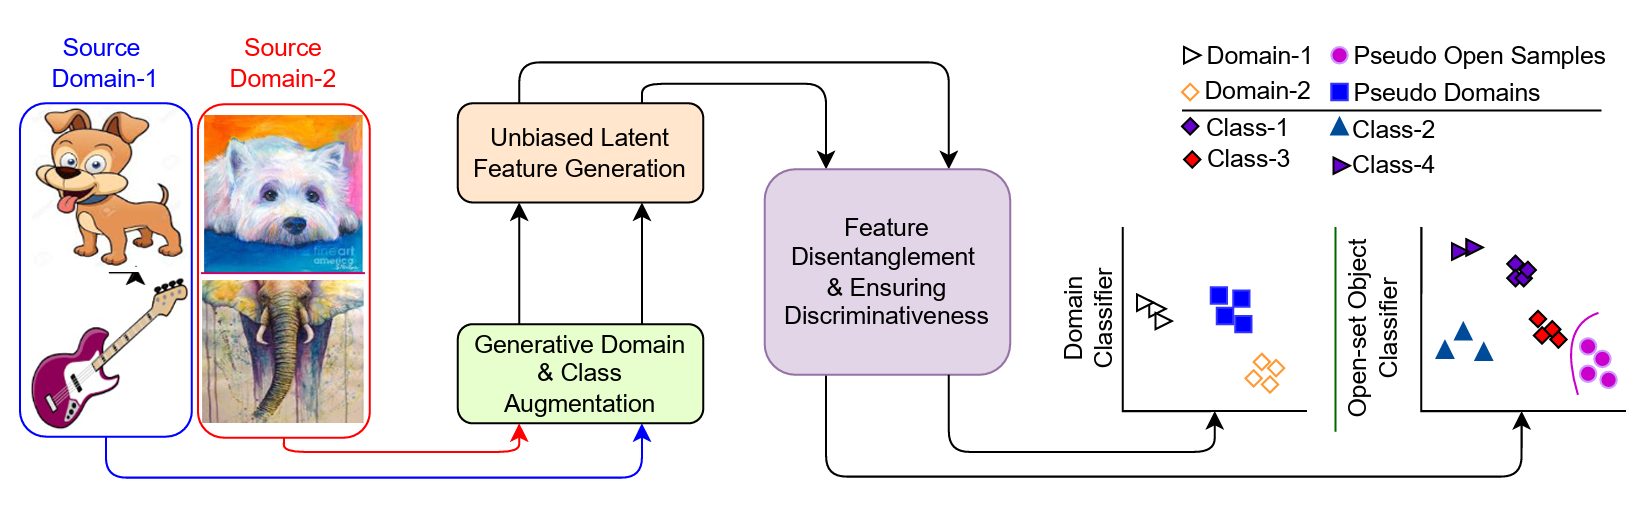 Source
Domain-1
Source
Domain-2
fineart
america
Unbiased Latent
Feature Generation
Generative Domain
& Class
Augmentation
Feature
Disentanglement
& Ensuring
Discriminativeness
Domain-1
Pseudo Open Samples
Domain-2
Pseudo Domains
Class-1
Class-2
Class-3
Class-4
Domain
Classifier
Open-set Object
Classifier